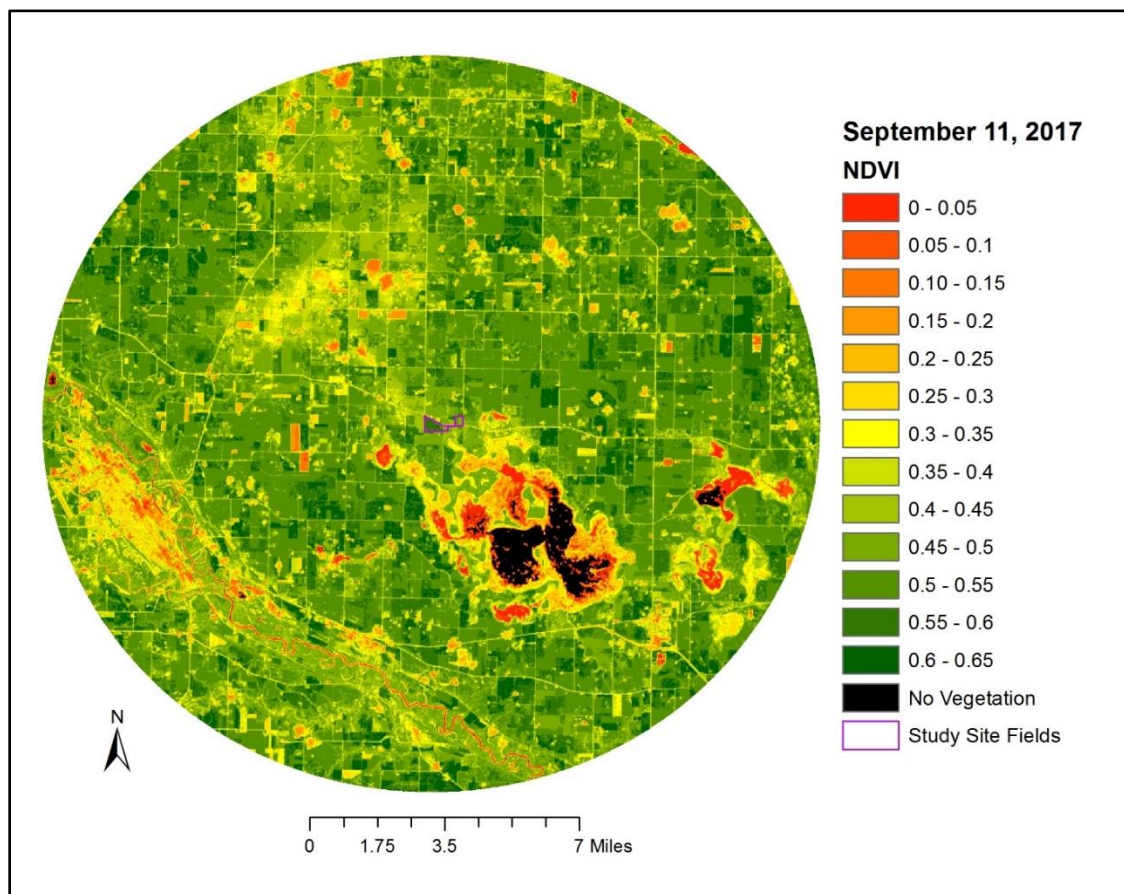 September 11, 2017
NDVI
0 - 0.05
0.05 - 0.1
0.10 - 0.15
0.15 - 0.2
0.2 - 0.25
0.25 - 0.3
0.3 - 0.35
0.35 - 0.4
0.4 - 0.45
0.45 - 0.5
0.5 - 0.55
0.55 - 0.6
0.6 - 0.65
No Vegetation
Study Site Fields
N
0 1.75 3.5 7 Miles